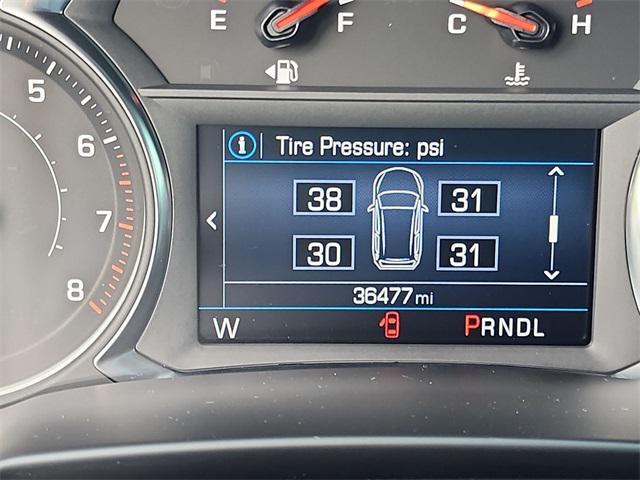 E F C H
5
6
7
8
i Tire Pressure: psi
38 31
30 31
36477 mi
W PRNDL